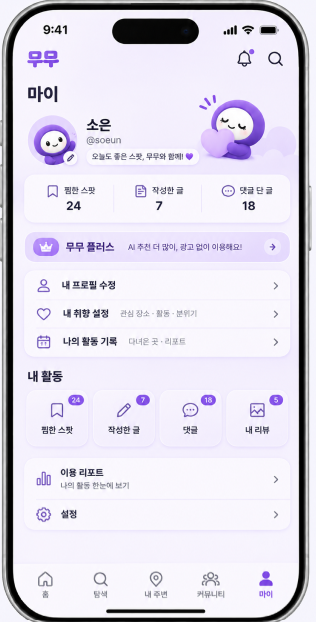 9:41
무무
마이
소은
@soeun
오늘도 좋은 스팟, 무무와 함께! 💜
찜한 스팟
24
작성한 글
7
댓글 단 글
18
무무 플러스 AI 추천 더 많이, 광고 없이 이용해요!
내 프로필 수정
내 취향 설정 관심 장소 · 활동 · 분위기
나의 활동 기록 다녀온 곳 · 리포트
내 활동
24
찜한 스팟
7
작성한 글
18
댓글
5
내 리뷰
이용 리포트
나의 활동 한눈에 보기
설정
홈
탐색
내 주변
커뮤니티
마이